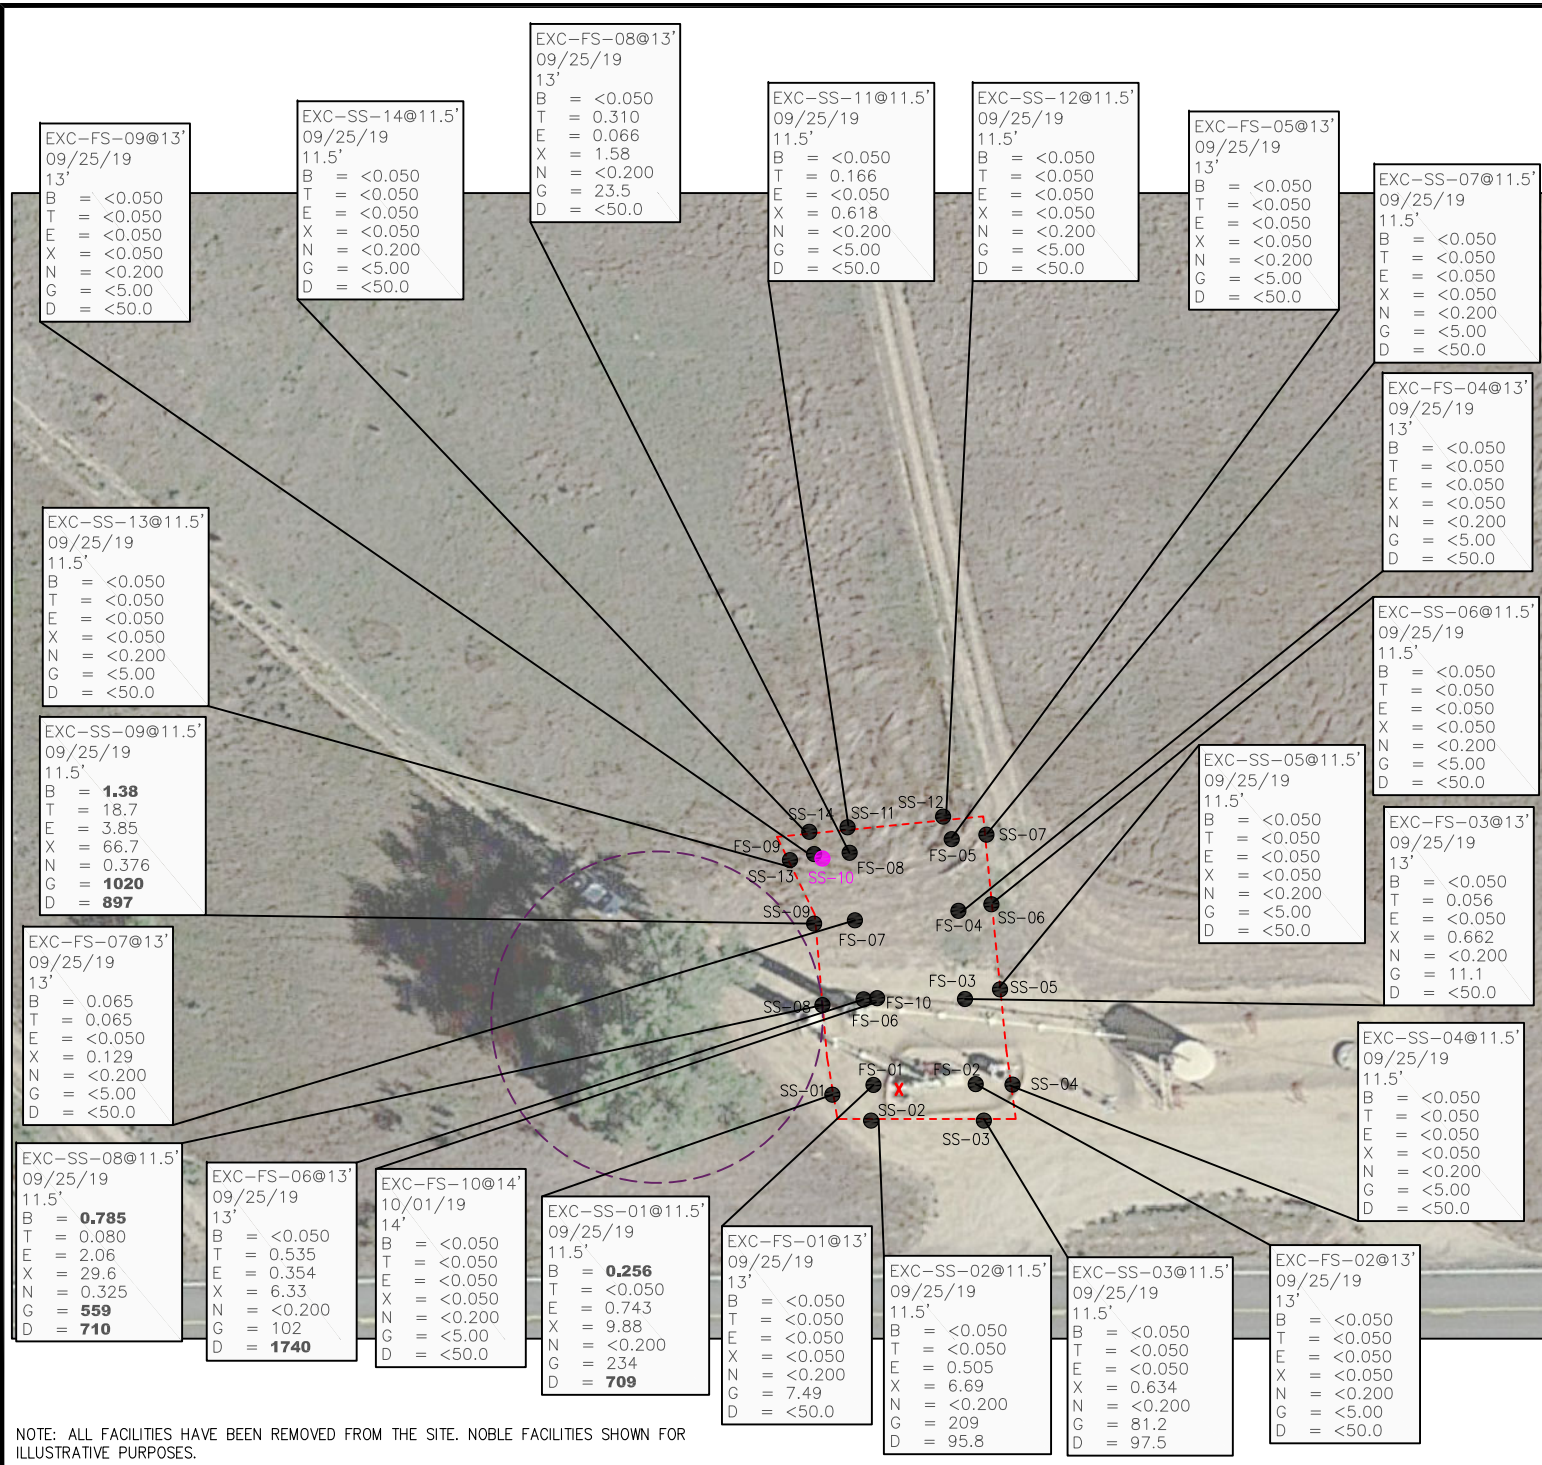 EXC-FS-08@13'
09/25/19
13'
B = <0.050
T = 0.310
E = 0.066
X = 1.58
N = <0.200
G = 23.5
D = <50.0
EXC-SS-11@11.5'
09/25/19
11.5'
B = <0.050
T = 0.166
E = <0.050
X = 0.618
N = <0.200
G = <5.00
D = <50.0
EXC-SS-12@11.5'
09/25/19
11.5'
B = <0.050
T = <0.050
E = <0.050
X = <0.050
N = <0.200
G = <5.00
D = <50.0
EXC-SS-14@11.5'
09/25/19
11.5'
B = <0.050
T = <0.050
E = <0.050
X = <0.050
N = <0.200
G = <5.00
D = <50.0
EXC-FS-05@13'
09/25/19
13'
B = <0.050
T = <0.050
E = <0.050
X = <0.050
N = <0.200
G = <5.00
D = <50.0
EXC-FS-09@13'
09/25/19
13'
B = <0.050
T = <0.050
E = <0.050
X = <0.050
N = <0.200
G = <5.00
D = <50.0
EXC-SS-07@11.5'
09/25/19
11.5'
B = <0.050
T = <0.050
E = <0.050
X = <0.050
N = <0.200
G = <5.00
D = <50.0
EXC-FS-04@13'
09/25/19
13'
B = <0.050
T = <0.050
E = <0.050
X = <0.050
N = <0.200
G = <5.00
D = <50.0
EXC-SS-13@11.5'
09/25/19
11.5'
B = <0.050
T = <0.050
E = <0.050
X = <0.050
N = <0.200
G = <5.00
D = <50.0
EXC-SS-06@11.5'
09/25/19
11.5'
B = <0.050
T = <0.050
E = <0.050
X = <0.050
N = <0.200
G = <5.00
D = <50.0
EXC-SS-09@11.5'
09/25/19
11.5'
B = 1.38
T = 18.7
E = 3.85
X = 66.7
N = 0.376
G = 1020
D = 897
EXC-SS-05@11.5'
09/25/19
11.5'
B = <0.050
T = <0.050
E = <0.050
X = <0.050
N = <0.200
G = <5.00
D = <50.0
EXC-FS-03@13'
09/25/19
13'
B = <0.050
T = 0.056
E = <0.050
X = 0.662
N = <0.200
G = 11.1
D = <50.0
SS-14
SS-11
SS-12
SS-07
FS-09
FS-08
FS-05
SS-13
SS-10
SS-09
FS-07
FS-04
SS-06
FS-03
SS-05
SS-08
FS-10
FS-06
FS-01
FS-02
SS-04
SS-01
X
SS-02
SS-03
EXC-FS-07@13'
09/25/19
13'
B = 0.065
T = 0.065
E = <0.050
X = 0.129
N = <0.200
G = <5.00
D = <50.0
EXC-SS-04@11.5'
09/25/19
11.5'
B = <0.050
T = <0.050
E = <0.050
X = <0.050
N = <0.200
G = <5.00
D = <50.0
EXC-SS-08@11.5'
09/25/19
11.5'
B = 0.785
T = 0.080
E = 2.06
X = 29.6
N = 0.325
G = 559
D = 710
EXC-FS-06@13'
09/25/19
13'
B = <0.050
T = 0.535
E = 0.354
X = 6.33
N = <0.200
G = 102
D = 1740
EXC-FS-10@14'
10/01/19
14'
B = <0.050
T = <0.050
E = <0.050
X = <0.050
N = <0.200
G = <5.00
D = <50.0
EXC-SS-01@11.5'
09/25/19
11.5'
B = 0.256
T = <0.050
E = 0.743
X = 9.88
N = <0.200
G = 234
D = 709
EXC-FS-01@13'
09/25/19
13'
B = <0.050
T = <0.050
E = <0.050
X = <0.050
N = <0.200
G = 7.49
D = <50.0
EXC-SS-02@11.5'
09/25/19
11.5'
B = <0.050
T = <0.050
E = 0.505
X = 6.69
N = <0.200
G = 209
D = 95.8
EXC-SS-03@11.5'
09/25/19
11.5'
B = <0.050
T = <0.050
E = <0.050
X = 0.634
N = <0.200
G = 81.2
D = 97.5
EXC-FS-02@13'
09/25/19
13'
B = <0.050
T = <0.050
E = <0.050
X = <0.050
N = <0.200
G = <5.00
D = <50.0
NOTE: ALL FACILITIES HAVE BEEN REMOVED FROM THE SITE. NOBLE FACILITIES SHOWN FOR
ILLUSTRATIVE PURPOSES.